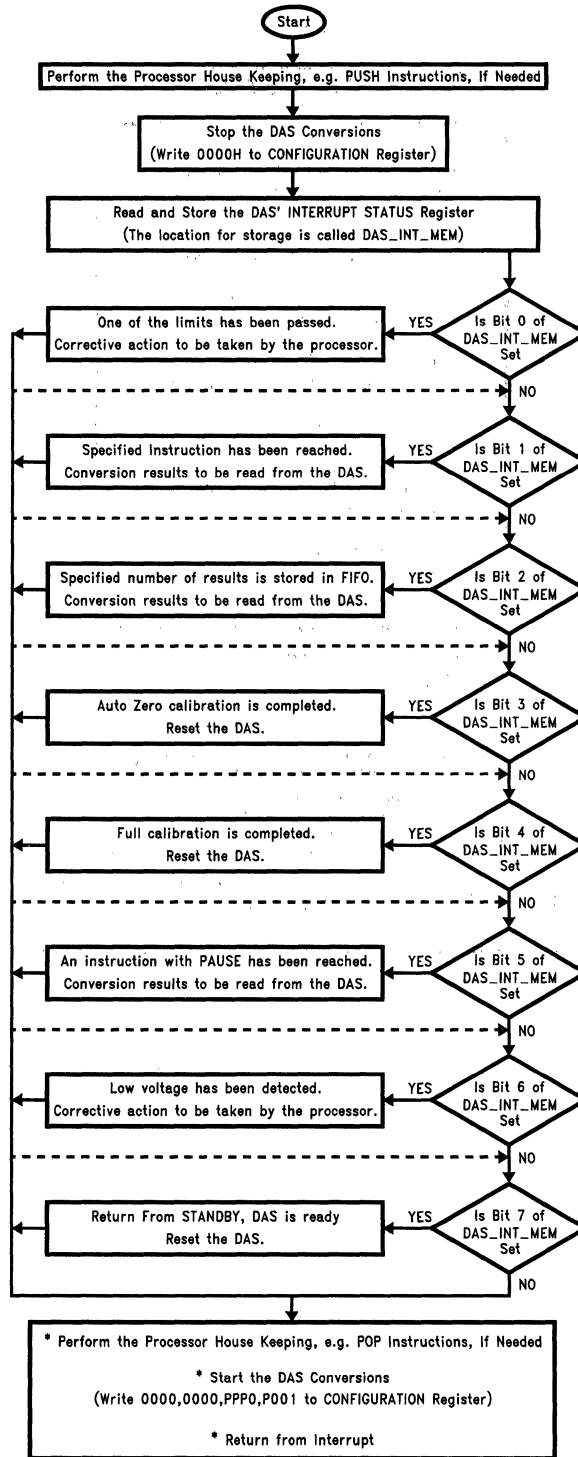 Start
Perform the Processor House Keeping, e.g. PUSH Instructions, If Needed
Stop the DAS Conversions
(Write 0000H to CONFIGURATION Register)
Read and Store the DAS' INTERRUPT STATUS Register
(The location for storage is called DAS_INT_MEM)
One of the limits has been passed.
Corrective action to be taken by the processor.
YES
Is Bit 0 of
DAS_INT_MEM
Set
NO
Specified Instruction has been reached.
Conversion results to be read from the DAS.
YES
Is Bit 1 of
DAS_INT_MEM
Set
NO
Specified number of results is stored in FIFO.
Conversion results to be read from the DAS.
YES
Is Bit 2 of
DAS_INT_MEM
Set
NO
Auto Zero calibration is completed.
Reset the DAS.
YES
Is Bit 3 of
DAS_INT_MEM
Set
NO
Full calibration is completed.
Reset the DAS.
YES
Is Bit 4 of
DAS_INT_MEM
Set
NO
An instruction with PAUSE has been reached.
Conversion results to be read from the DAS.
YES
Is Bit 5 of
DAS_INT_MEM
Set
NO
Low voltage has been detected.
Corrective action to be taken by the processor.
YES
Is Bit 6 of
DAS_INT_MEM
Set
NO
Return From STANDBY, DAS is ready
Reset the DAS.
YES
Is Bit 7 of
DAS_INT_MEM
Set
NO
* Perform the Processor House Keeping, e.g. POP Instructions, If Needed
* Start the DAS Conversions
(Write 0000,0000,PPP0,P001 to CONFIGURATION Register)
* Return from Interrupt